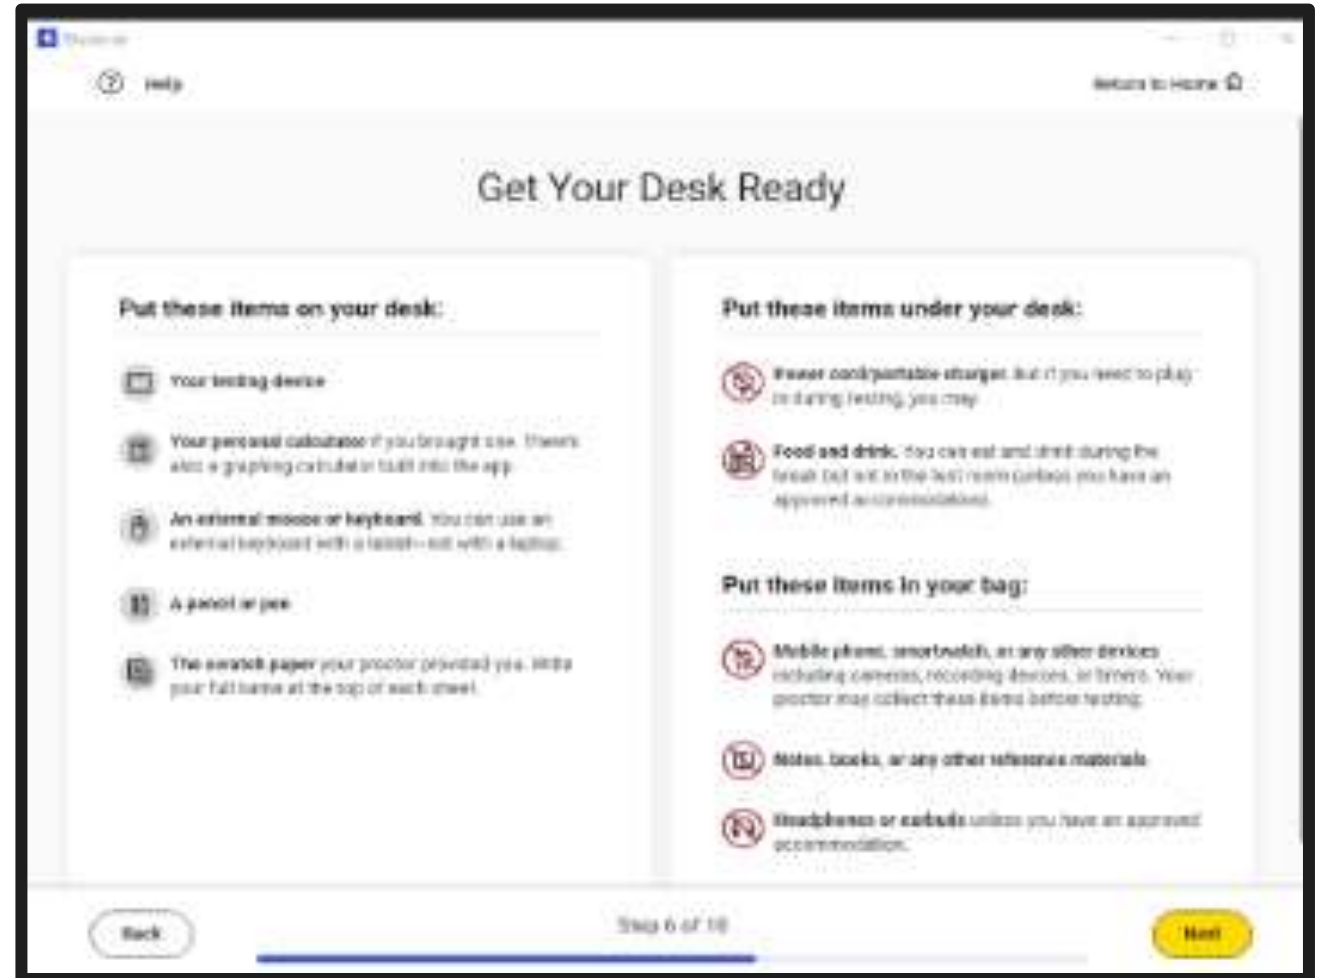 Bluebook
Help
Return to Home
Get Your Desk Ready
Put these items on your desk:
Your testing device
Your personal calculator if you brought one. There's
also a graphing calculator built into the app.
An external mouse or keyboard. You can use an
external keyboard with a tablet—not with a laptop.
A pencil or pen
The scratch paper your proctor provided you. Write
your full name at the top of each sheet.
Put these items under your desk:
Power cord/portable charger. But if you need to plug
in during testing, you may.
Food and drink. You can eat and drink during the
break but not in the test room (unless you have an
approved accommodation).
Put these items in your bag:
Mobile phone, smartwatch, or any other devices
including cameras, recording devices, or timers. Your
proctor may collect these items before testing.
Notes, books, or any other reference materials
Headphones or earbuds unless you have an approved
accommodation.
Back
Step 6 of 10
Next